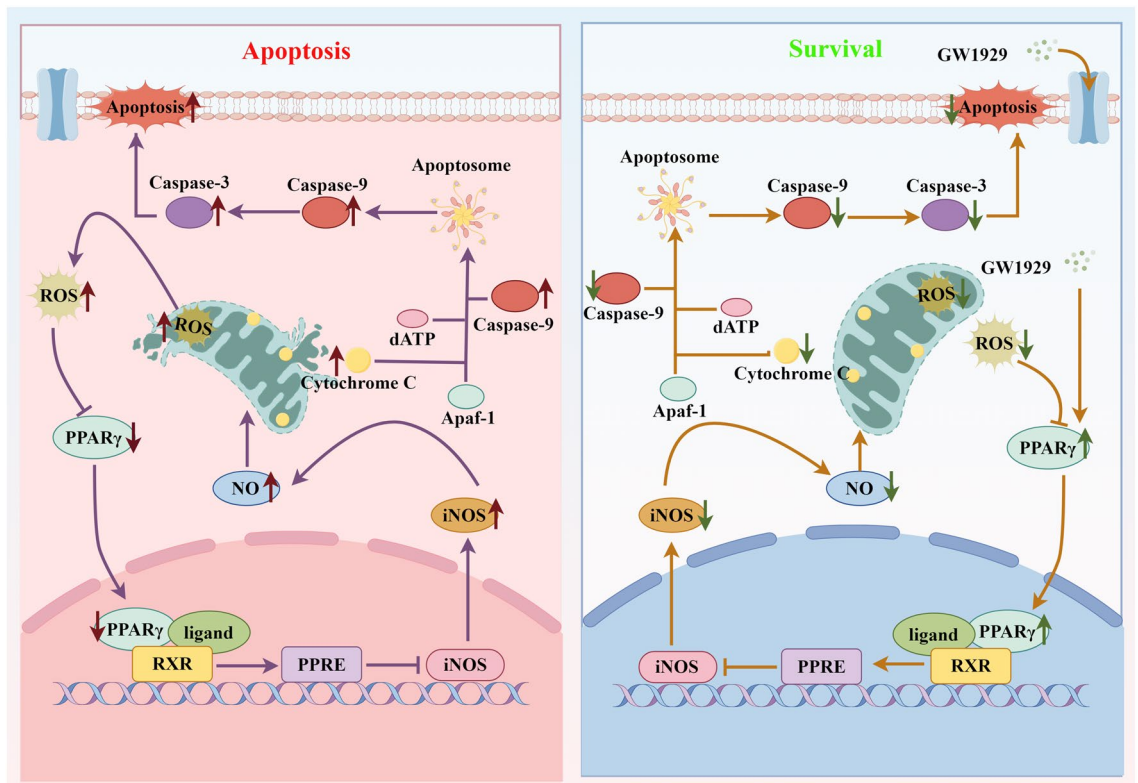 Apoptosis
Apoptosis
Caspase-3
Caspase-9
Apoptosome
ROS
ROS
Caspase-9
dATP
Cytochrome C
Apaf-1
PPARγ
NO
iNOS
PPARγ
ligand
RXR
PPRE
iNOS
Survival
GW1929
Apoptosis
Apoptosome
Caspase-9
Caspase-3
GW1929
ROS
Caspase-9
dATP
ROS
Cytochrome C
Apaf-1
PPARγ
NO
iNOS
ligand
PPARγ
iNOS
PPRE
RXR